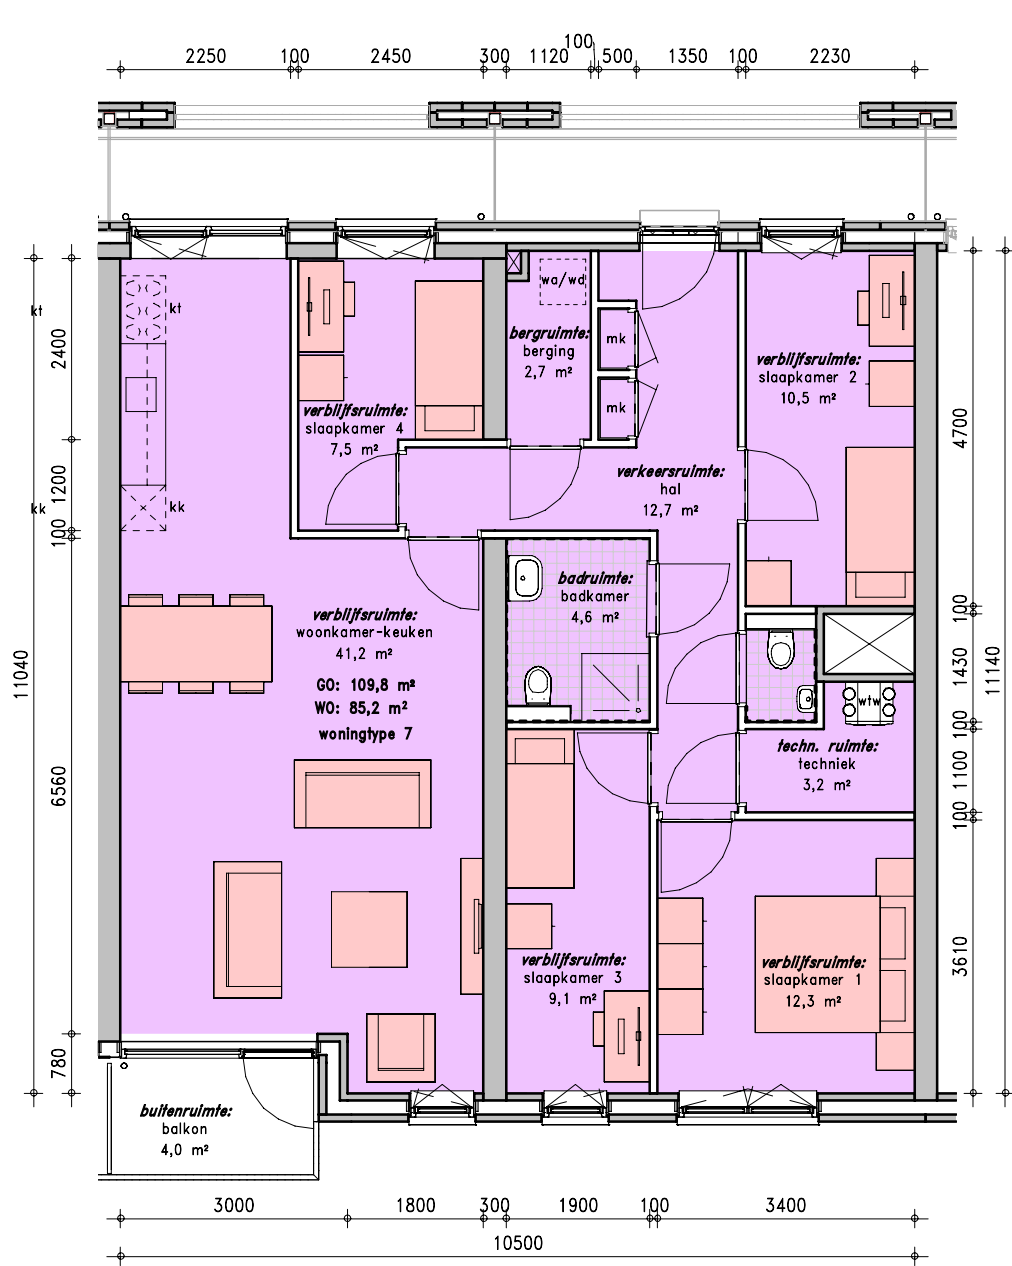 2250 100 2450 300 1120 100 500 1350 100 2230
kt
kt
kk
kk
wa/wd
bergruimte:
berging
2,7 m²
mk
mk
verblijfsruimte:
slaapkamer 2
10,5 m²
verblijfsruimte:
slaapkamer 4
7,5 m²
verkeersruimte:
hal
12,7 m²
badruimte:
badkamer
4,6 m²
verblijfsruimte:
woonkamer-keuken
41,2 m²
GO: 109,8 m²
WO: 85,2 m²
woningtype 7
wtw
techn. ruimte:
techniek
3,2 m²
verblijfsruimte:
slaapkamer 3
9,1 m²
verblijfsruimte:
slaapkamer 1
12,3 m²
buitenruimte:
balkon
4,0 m²
11040
2400
1200
100
6560
780
4700
100
1430
100
1100
100
3610
11140
3000 1800 300 1900 100 3400
10500